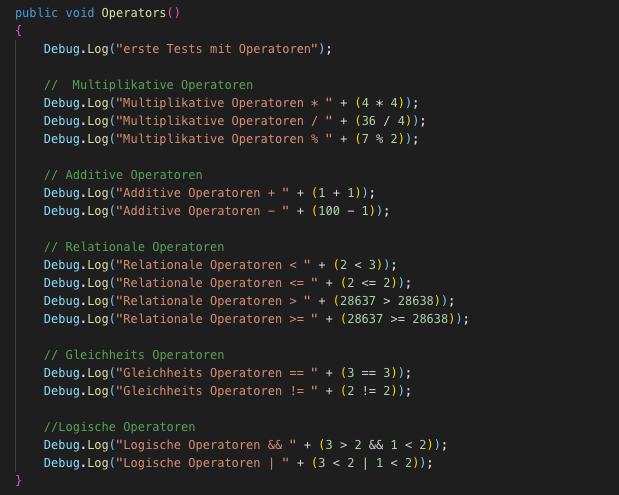 public void Operators()
{
Debug.Log("erste Tests mit Operatoren");
//  Multiplikative Operatoren
Debug.Log("Multiplikative Operatoren * " + (4 * 4));
Debug.Log("Multiplikative Operatoren / " + (36 / 4));
Debug.Log("Multiplikative Operatoren % " + (7 % 2));
// Additive Operatoren
Debug.Log("Additive Operatoren + " + (1 + 1));
Debug.Log("Additive Operatoren - " + (100 - 1));
// Relationale Operatoren
Debug.Log("Relationale Operatoren < " + (2 < 3));
Debug.Log("Relationale Operatoren <= " + (2 <= 2));
Debug.Log("Relationale Operatoren > " + (28637 > 28638));
Debug.Log("Relationale Operatoren >= " + (28637 >= 28638));
// Gleichheits Operatoren
Debug.Log("Gleichheits Operatoren == " + (3 == 3));
Debug.Log("Gleichheits Operatoren != " + (2 != 2));
//Logische Operatoren
Debug.Log("Logische Operatoren && " + (3 > 2 && 1 < 2));
Debug.Log("Logische Operatoren | " + (3 < 2 | 1 < 2));
}